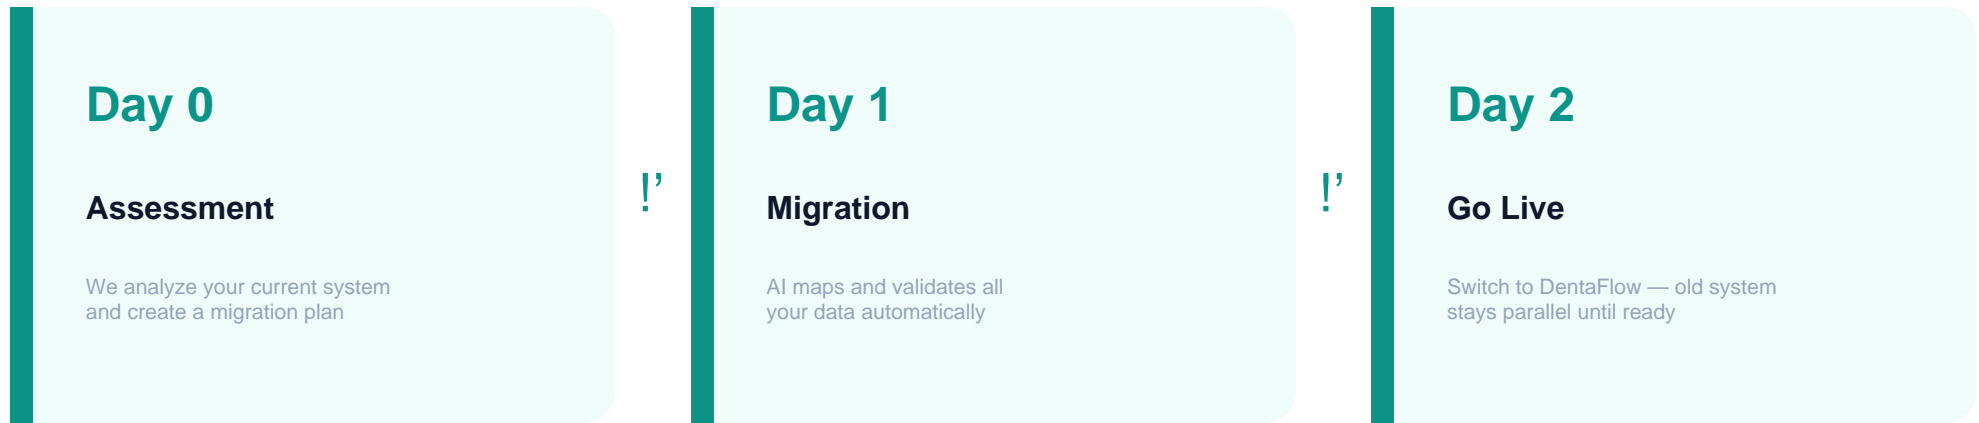 Day 0
Assessment
We analyze your current system
and create a migration plan
!’
Day 1
Migration
AI maps and validates all
your data automatically
!’
Day 2
Go Live
Switch to DentaFlow — old system
stays parallel until ready